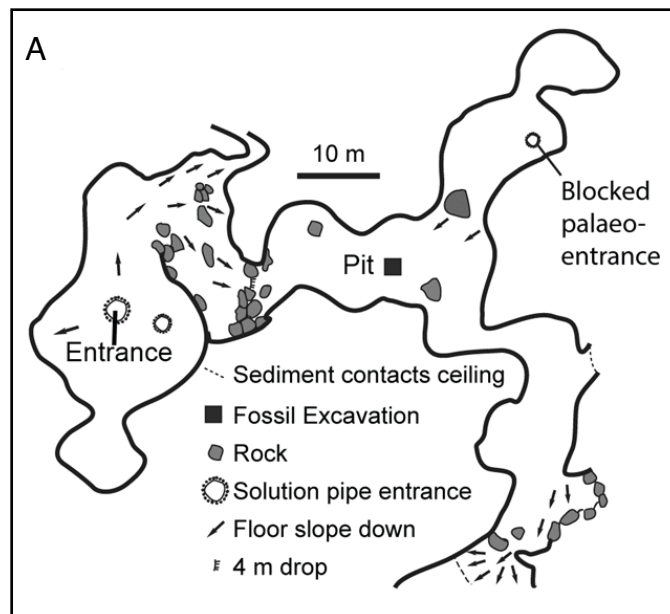 A
10 m
Blocked
palaeo-
entrance
Pit
Entrance
Sediment contacts ceiling
Fossil Excavation
Rock
Solution pipe entrance
Floor slope down
4 m drop